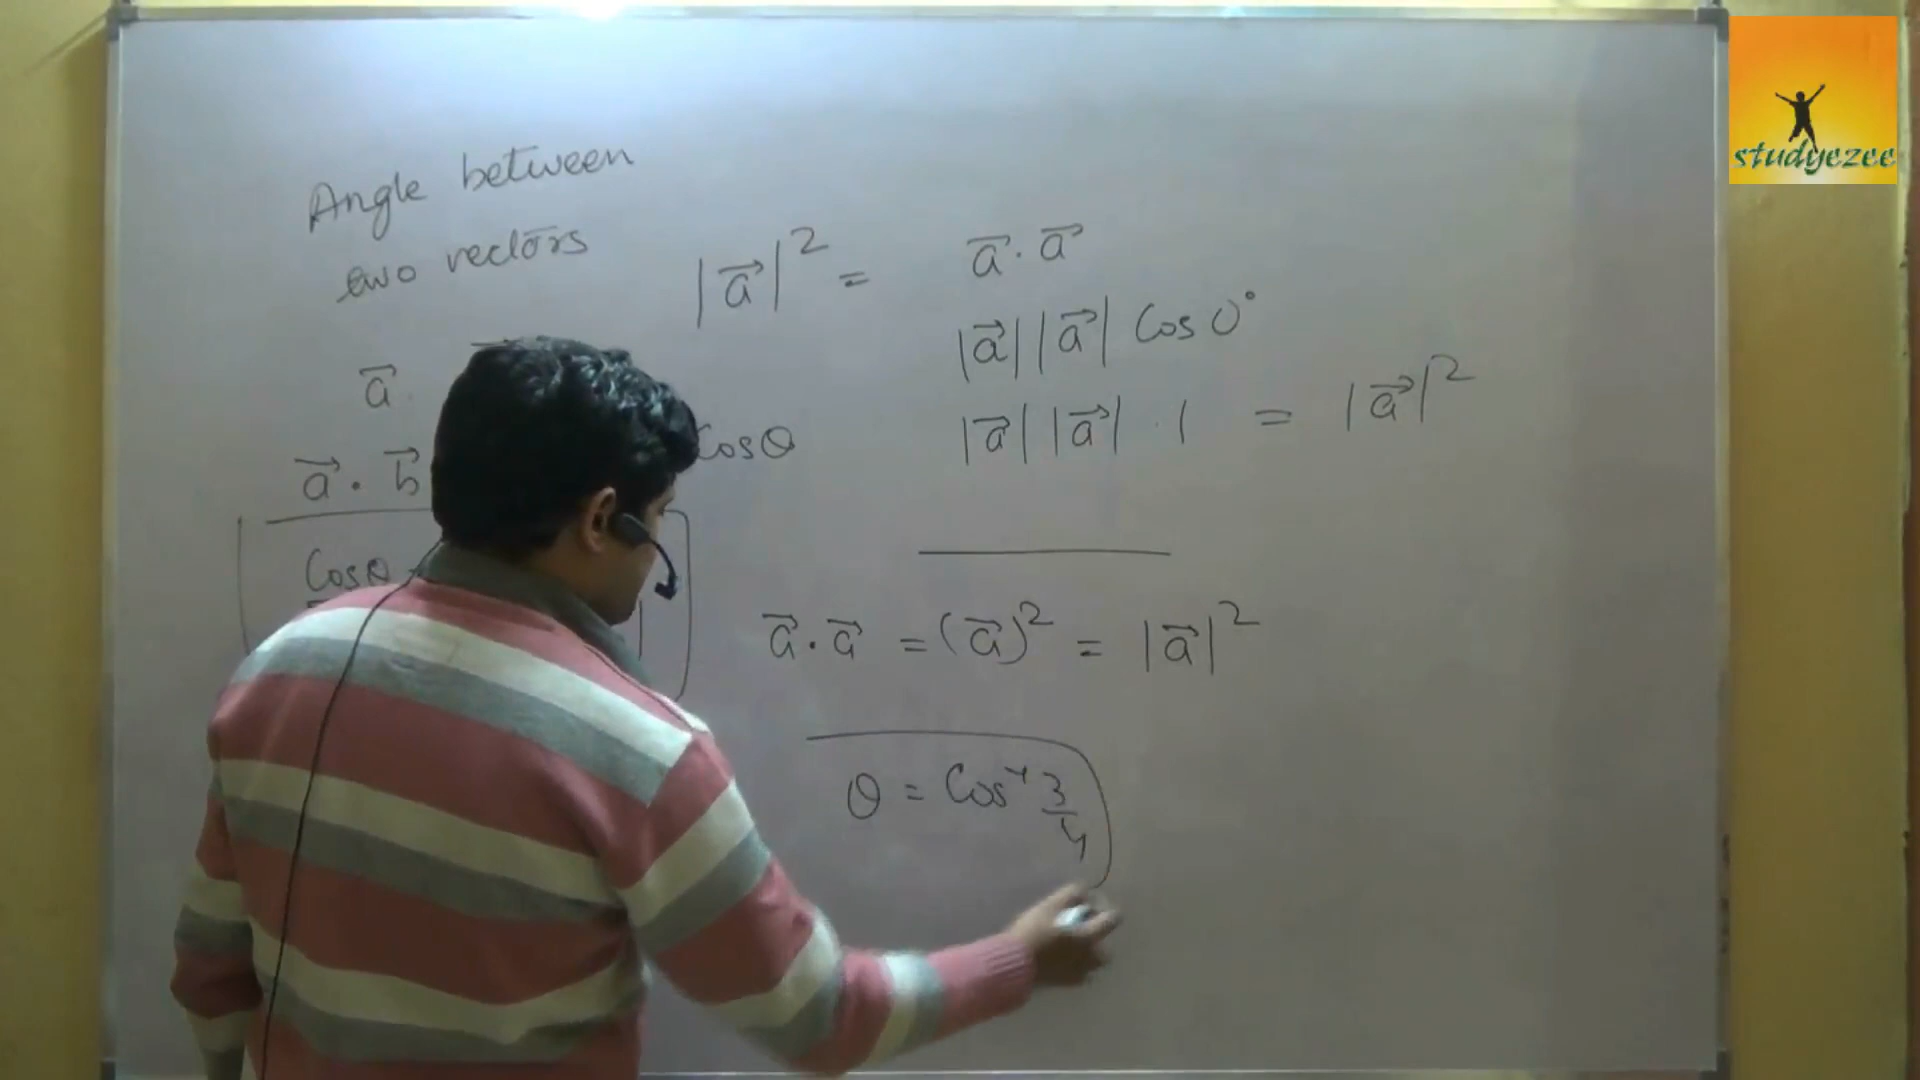 Angle between
two vectors
a⃗
a⃗ . b⃗
Cosθ
Cosθ
|a⃗|² =
a⃗ . a⃗
|a⃗| |a⃗| Cos 0°
|a⃗| |a⃗| . 1 = |a⃗|²
a⃗ . a⃗ = (a⃗)² = |a⃗|²
θ = Cos⁻¹ 3/4
studyezee